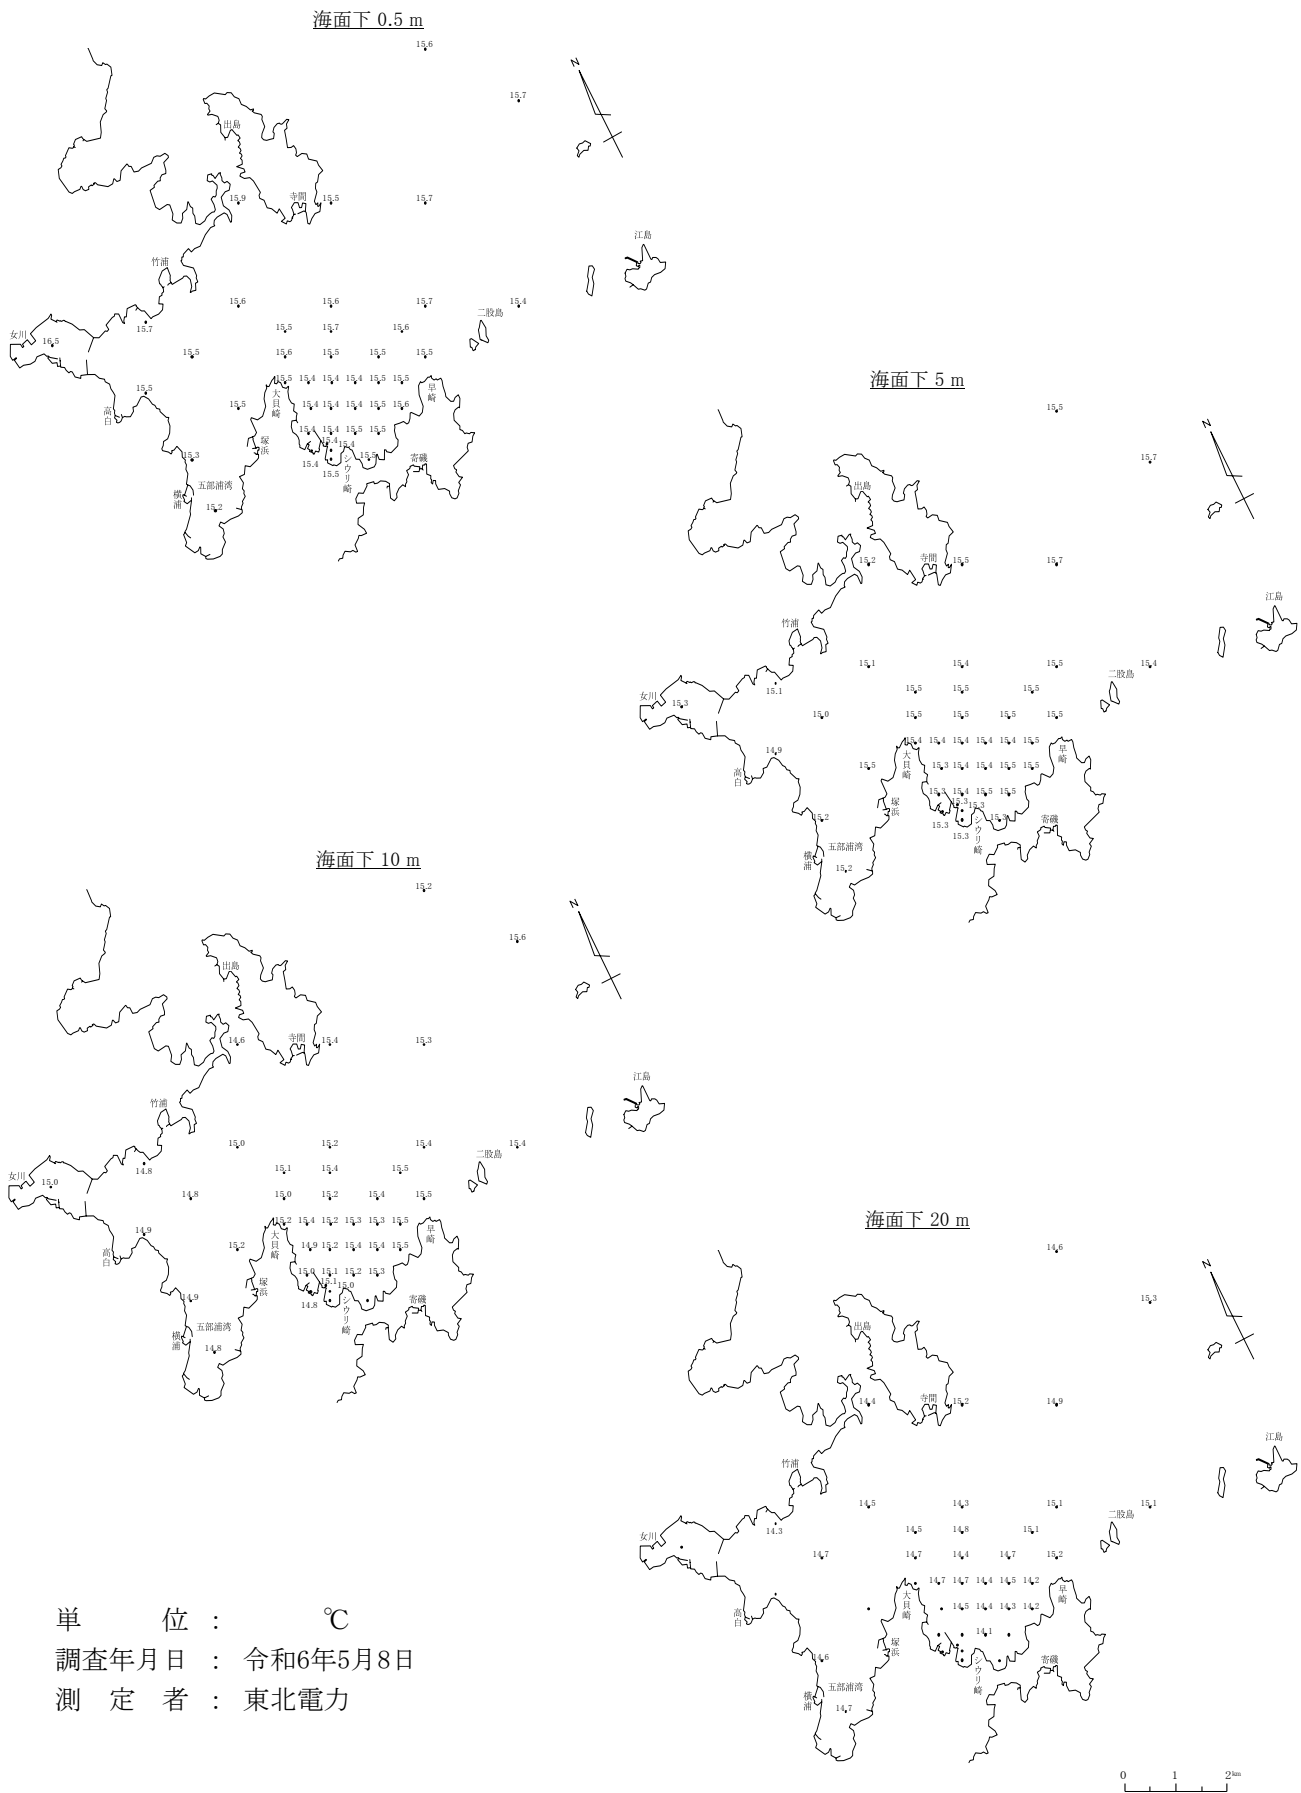 海面下 0.5 m
15.6
15.7
N
出島
15.9 寺間 15.5 15.7
江島
竹浦
15.6 15.6 15.7 15.4
二股島
15.7 15.5 15.7 15.6
女川
16.5
15.5 15.6 15.5 15.5 15.5
15.5 15.4 15.4 15.4 15.5 15.5
15.5 大貝崎 早崎
高白 15.5 15.4 15.4 15.4 15.5 15.6
15.4 15.4 15.5 15.5
塚浜 15.4 15.4
15.3 15.4 15.5 寄磯
シウリ崎 15.5
五部浦湾
横浦
15.2
海面下 5 m
15.5
15.7
N
出島
15.2 寺間 15.5 15.7
江島
竹浦
15.1 15.4 15.5 15.4
二股島
15.1 15.5 15.5 15.5
女川
15.3
15.0 15.5 15.5 15.5 15.5
15.4 15.4 15.4 15.4 15.4 15.5
14.9 大貝崎 早崎
高白 15.5 15.3 15.4 15.4 15.5 15.5
15.3 15.4 15.5 15.5
塚浜 15.3 15.3
15.2 15.3 15.3 寄磯
シウリ崎 15.3
五部浦湾
横浦
15.2
海面下 10 m
15.2
15.6
N
出島
14.6 寺間 15.4 15.3
江島
竹浦
15.0 15.2 15.4 15.4
二股島
14.8 15.1 15.4 15.5
女川
15.0
14.8 15.0 15.2 15.4 15.5
15.2 15.4 15.2 15.3 15.3 15.5
14.9 大貝崎 早崎
高白 15.2 14.9 15.2 15.4 15.4 15.5
15.0 15.1 15.2 15.3
塚浜 15.1 15.0
14.9 14.8 寄磯
シウリ崎
五部浦湾
横浦
14.8
海面下 20 m
14.6
15.3
N
出島
14.4 寺間 15.2 14.9
江島
竹浦
14.5 14.3 15.1 15.1
二股島
14.3 14.5 14.8 15.1
女川
14.7 14.7 14.4 14.7 15.2
14.7 14.7 14.4 14.5 14.2
大貝崎 早崎
高白 14.5 14.4 14.3 14.2
14.1
塚浜
14.6 寄磯
シウリ崎
五部浦湾
横浦
14.7
単 位 : ℃
調査年月日 : 令和6年5月8日
測 定 者 : 東北電力
0 1 2km